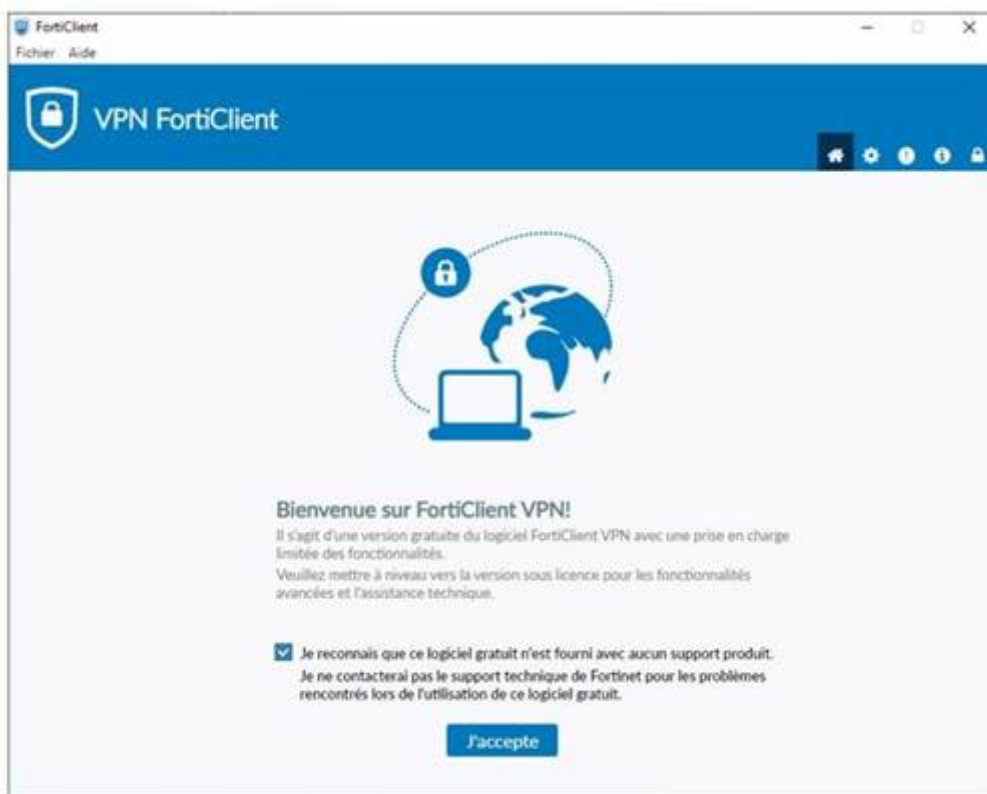 FortiClient
Fichier Aide
VPN FortiClient
Bienvenue sur FortiClient VPN!
Il s'agit d'une version gratuite du logiciel FortiClient VPN avec une prise en charge
limitée des fonctionnalités.
Veuillez mettre à niveau vers la version sous licence pour les fonctionnalités
avancées et l'assistance technique.
Je reconnais que ce logiciel gratuit n'est fourni avec aucun support produit.
Je ne contacterai pas le support technique de Fortinet pour les problèmes
rencontrés lors de l'utilisation de ce logiciel gratuit.
J'accepte